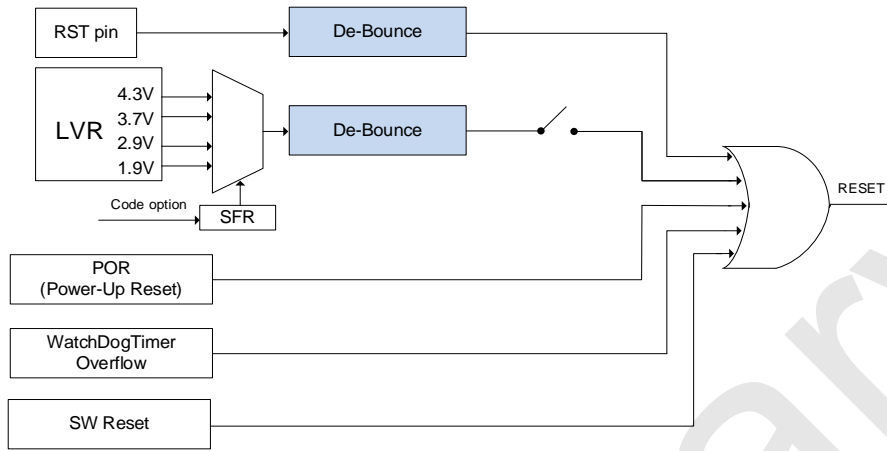 RST pin
De-Bounce
LVR
4.3V
3.7V
2.9V
1.9V
De-Bounce
Code option
SFR
RESET
POR
(Power-Up Reset)
WatchDogTimer
Overflow
SW Reset